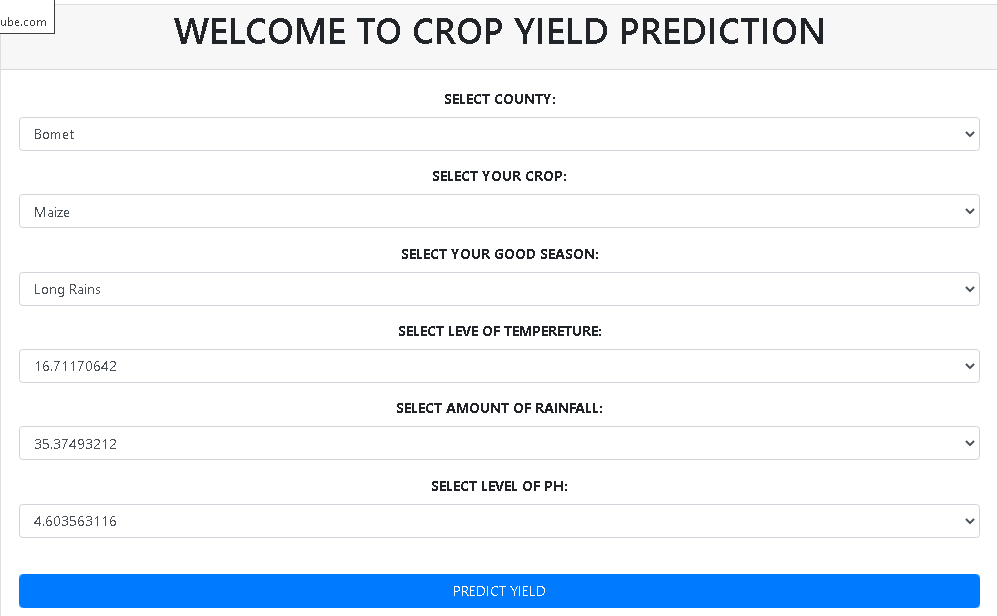 ube.com
WELCOME TO CROP YIELD PREDICTION
SELECT COUNTY:
Bomet
SELECT YOUR CROP:
Maize
SELECT YOUR GOOD SEASON:
Long Rains
SELECT LEVE OF TEMPERETURE:
16.71170642
SELECT AMOUNT OF RAINFALL:
35.37493212
SELECT LEVEL OF PH:
4.603563116
PREDICT YIELD